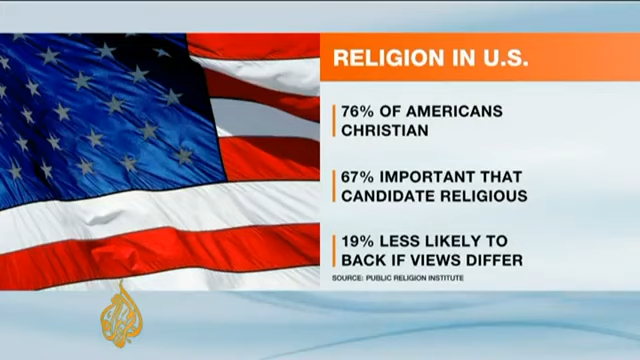 RELIGION IN U.S.
76% OF AMERICANS
CHRISTIAN
67% IMPORTANT THAT
CANDIDATE RELIGIOUS
19% LESS LIKELY TO
BACK IF VIEWS DIFFER
SOURCE: PUBLIC RELIGION INSTITUTE